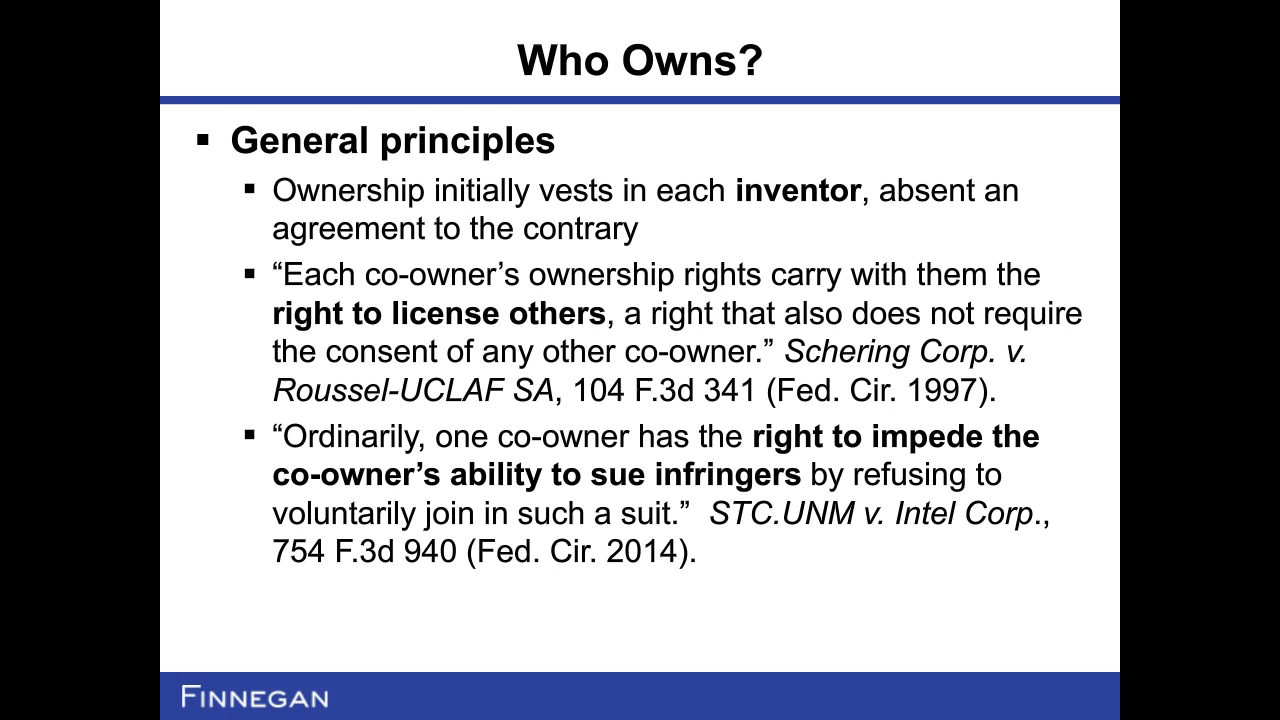 Who Owns?
▪ General principles
▪ Ownership initially vests in each inventor, absent an
agreement to the contrary
▪ “Each co-owner’s ownership rights carry with them the
right to license others, a right that also does not require
the consent of any other co-owner.” Schering Corp. v.
Roussel-UCLAF SA, 104 F.3d 341 (Fed. Cir. 1997).
▪ “Ordinarily, one co-owner has the right to impede the
co-owner’s ability to sue infringers by refusing to
voluntarily join in such a suit.”  STC.UNM v. Intel Corp.,
754 F.3d 940 (Fed. Cir. 2014).
FINNEGAN